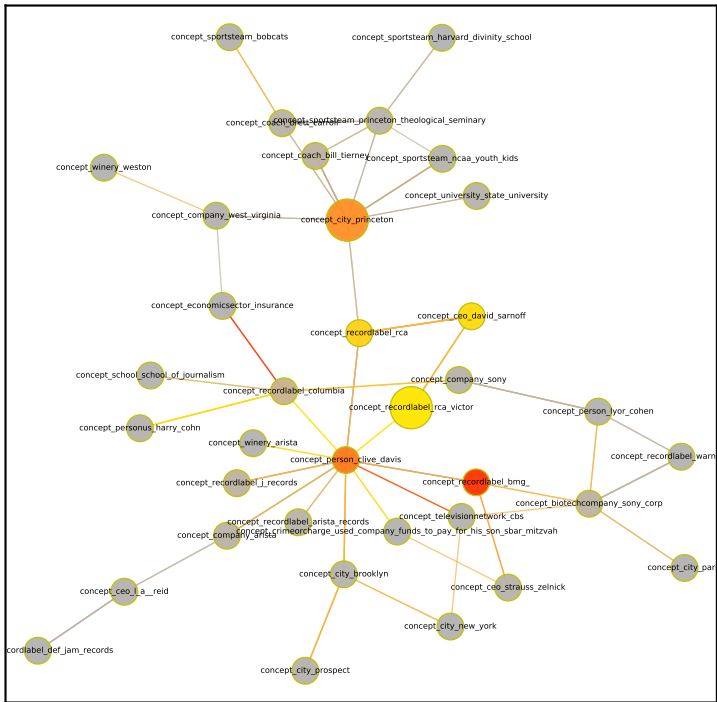 concept_sportsteam_bobcats
concept_sportsteam_harvard_divinity_school
concept_sportsteam_princeton_theological_seminary
concept_coach_bill_tierney
concept_sportsteam_ncaa_youth_kids
concept_winery_weston
concept_university_state_university
concept_company_west_virginia
concept_city_princeton
concept_economicsector_insurance
concept_ceo_david_sarnoff
concept_recordlabel_rca
concept_school_school_of_journalism
concept_company_sony
concept_recordlabel_columbia
concept_recordlabel_rca_victor
concept_person_lyor_cohen
concept_personus_harry_cohn
concept_winery_arista
concept_person_clive_davis
concept_recordlabel_warn
concept_recordlabel_j_records
concept_recordlabel_bmg_
concept_biotechcompany_sony_corp
concept_televisionnetwork_cbs
concept_recordlabel_arista_records
concept_crimeorcharge_used_company_funds_to_pay_for_his_son_sbar_mitzvah
concept_company_arista
concept_city_par
concept_city_brooklyn
concept_ceo_strauss_zelnick
concept_ceo_l_a__reid
concept_city_new_york
cordlabel_def_jam_records
concept_city_prospect